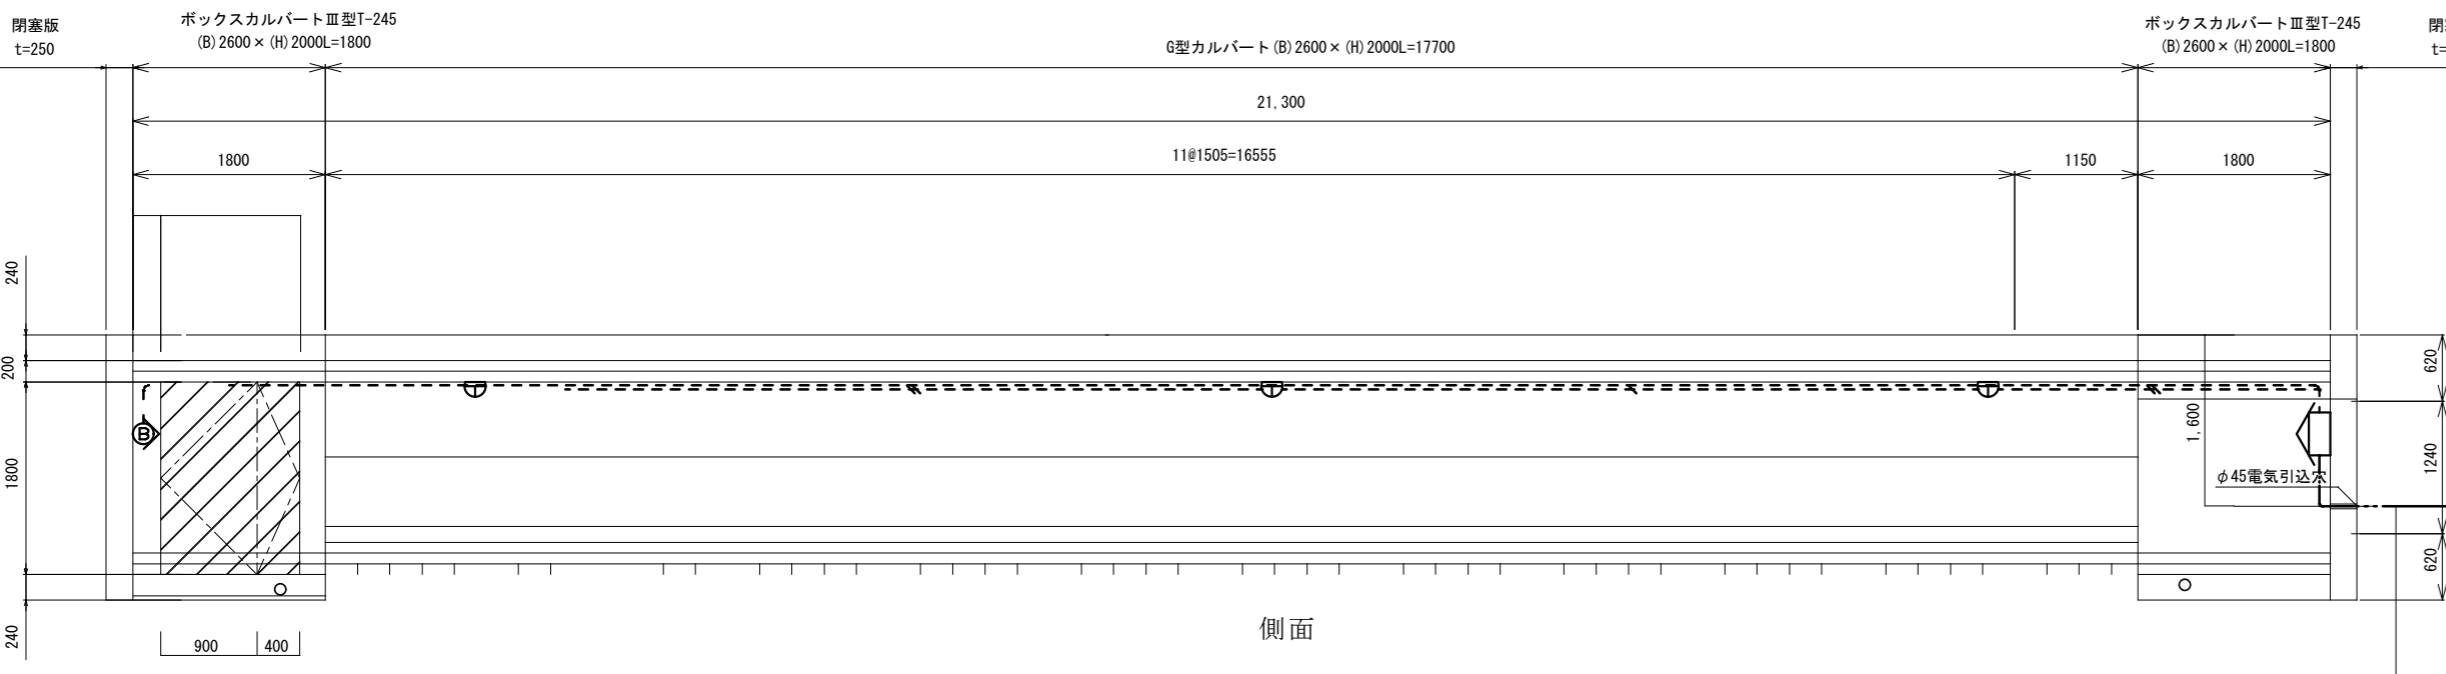 閉塞版
t=250
ボックスカルバートⅢ型T-245
(B)2600×(H)2000L=1800
G型カルバート(B)2600×(H)2000L=17700
ボックスカルバートⅢ型T-245
(B)2600×(H)2000L=1800
閉
t=
21,300
1800
11@1505=16555
1150
1800
240
200
1800
240
B
620
1,600
1240
φ45電気引込穴
620
900
400
側面